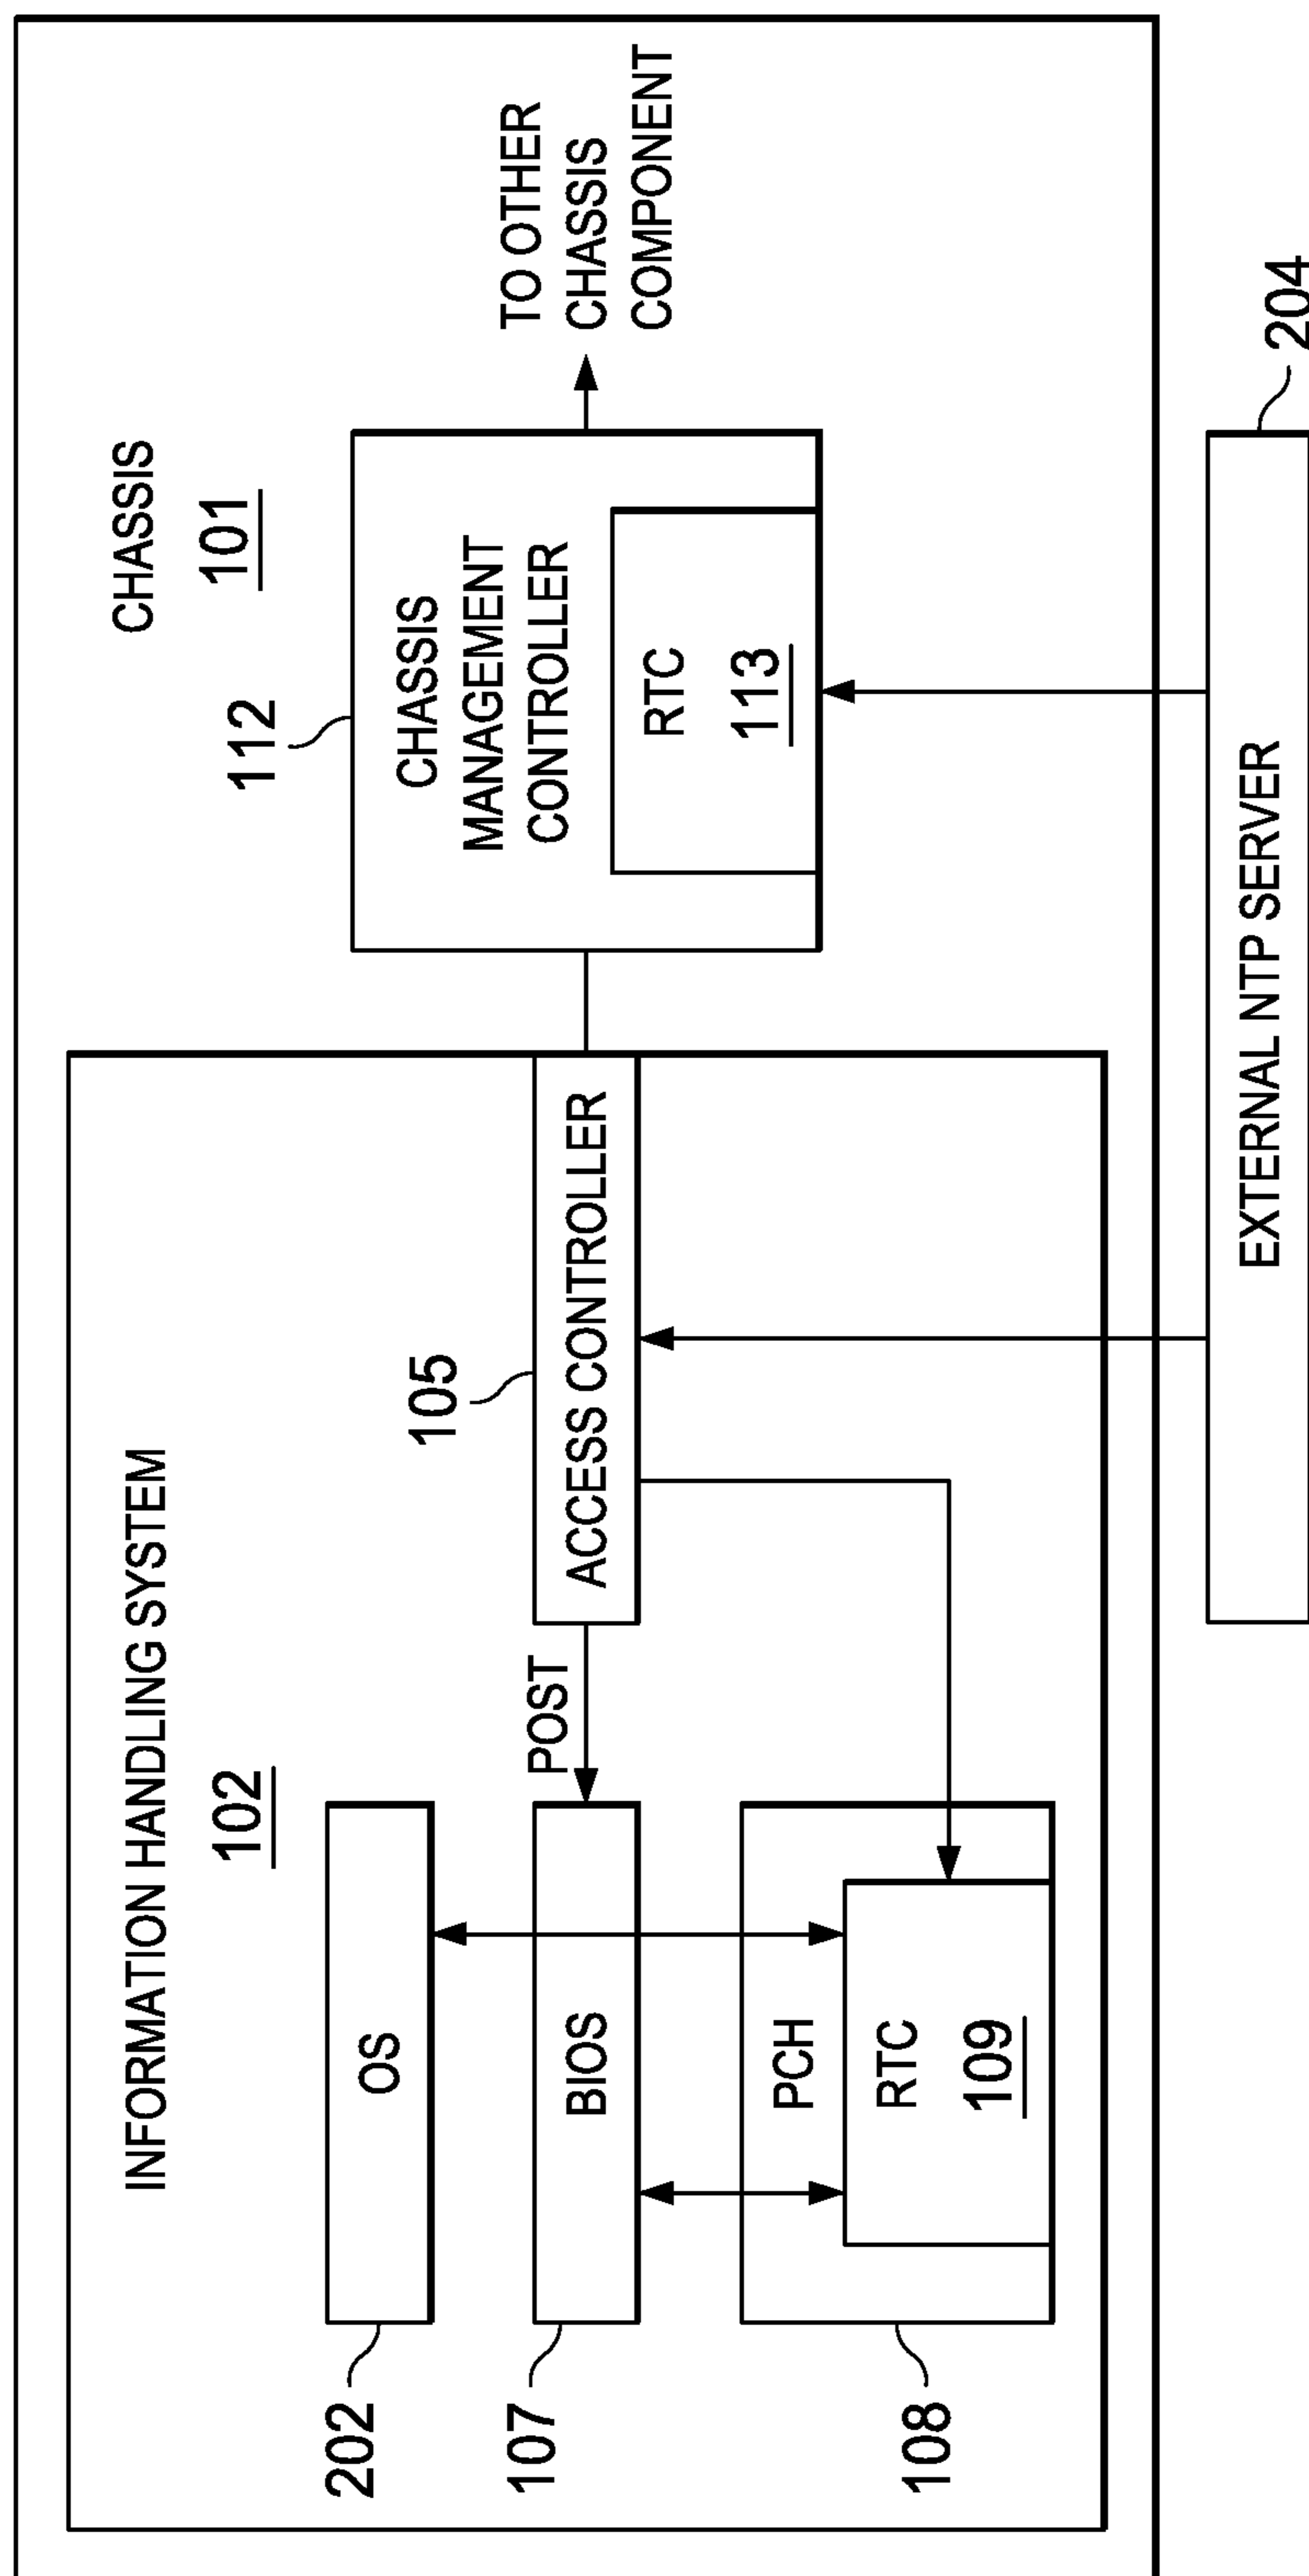 CHASSIS
101
INFORMATION HANDLING SYSTEM
102
202
OS
107
BIOS
POST
105
ACCESS CONTROLLER
108
PCH
RTC
109
112
CHASSIS
MANAGEMENT
CONTROLLER
RTC
113
TO OTHER
CHASSIS
COMPONENT
EXTERNAL NTP SERVER
204